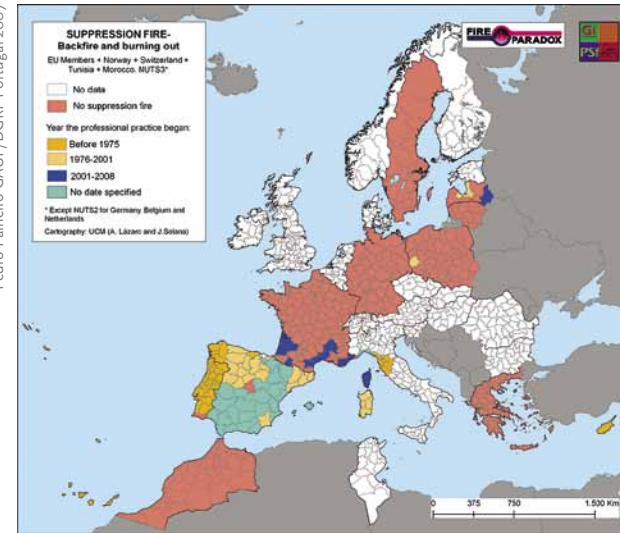 SUPPRESSION FIRE-
Backfire and burning out
EU Members + Norway + Switzerland +
Tunisia + Morocco. NUTS3*
No data
No suppression fire
Year the professional practice began:
Before 1975
1976-2001
2001-2008
No date specified
* Except NUTS2 for Germany Belgium and
Netherlands
Cartography: UCM (A. Lázaro and J.Solana)
FIRE PARADOX
GI
PSF
0 375 750 1.500 Km